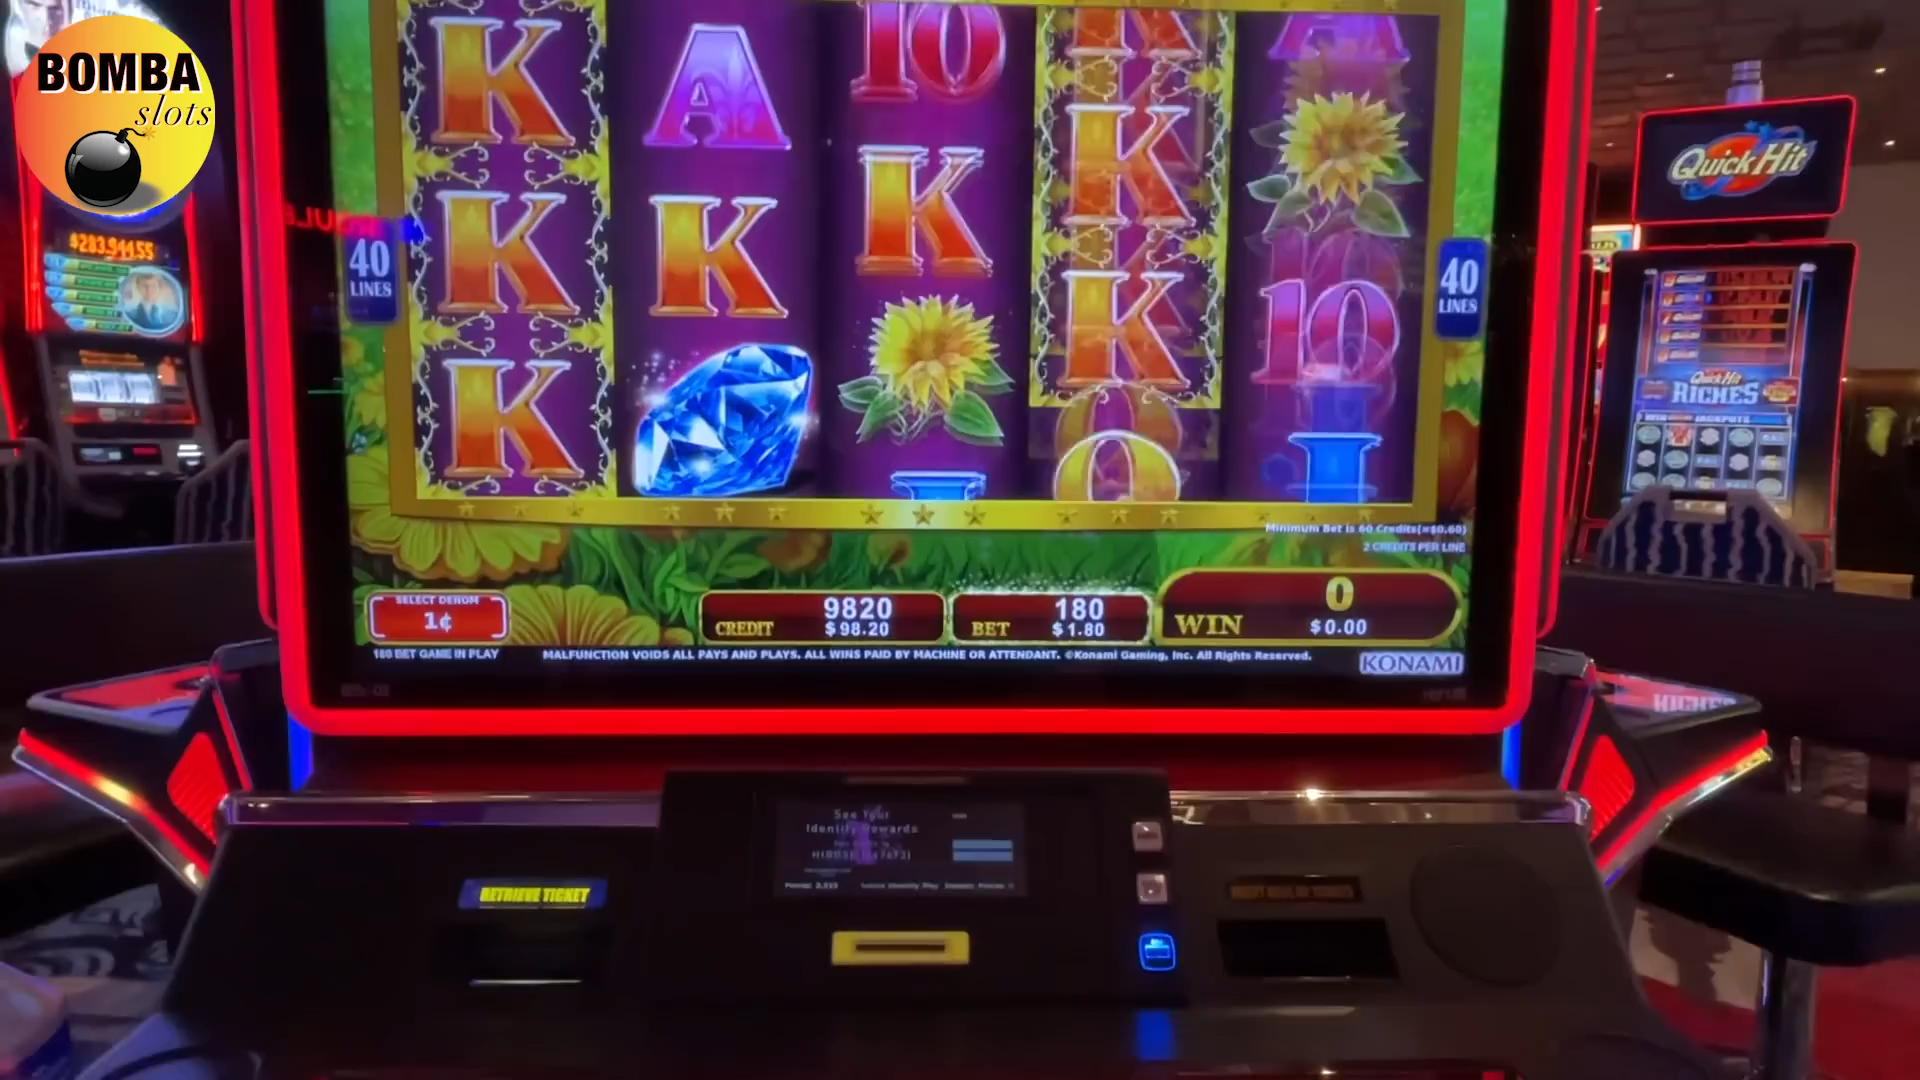 BOMBA
slots
$283,944.55
K
K
K
A
K
10
K
K
K
K
Q
A
10
J
40
LINES
40
LINES
Quick Hit
Quick Hit
RICHES
Minimum Bet is 60 Credits(=$0.60)
2 CREDITS PER LINE
SELECT DENOM
1¢
CREDIT
9820
$98.20
BET
180
$1.80
WIN
0
$0.00
180 BET GAME IN PLAY
MALFUNCTION VOIDS ALL PAYS AND PLAYS. ALL WINS PAID BY MACHINE OR ATTENDANT. ©Konami Gaming, Inc. All Rights Reserved.
KONAMI
RICHES
See Your
Identity Rewards
RETRIEVE TICKET